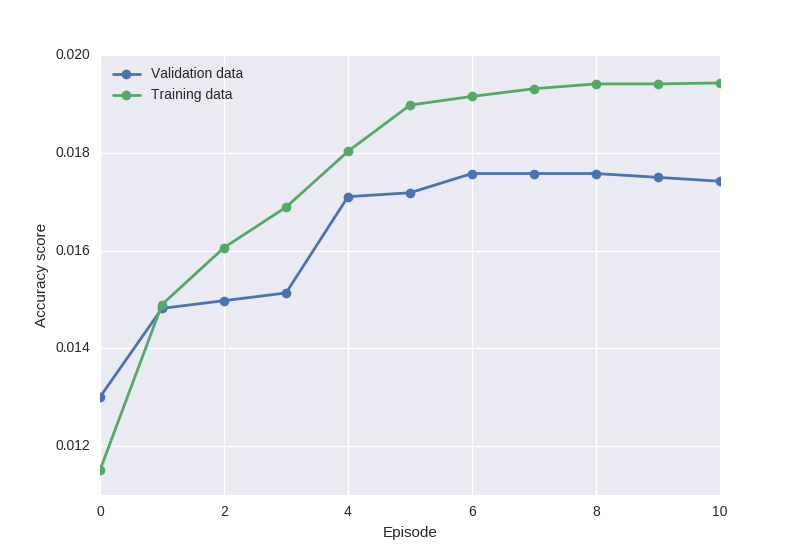 0.020
0.018
0.016
0.014
0.012
Accuracy score
Validation data
Training data
0 2 4 6 8 10
Episode